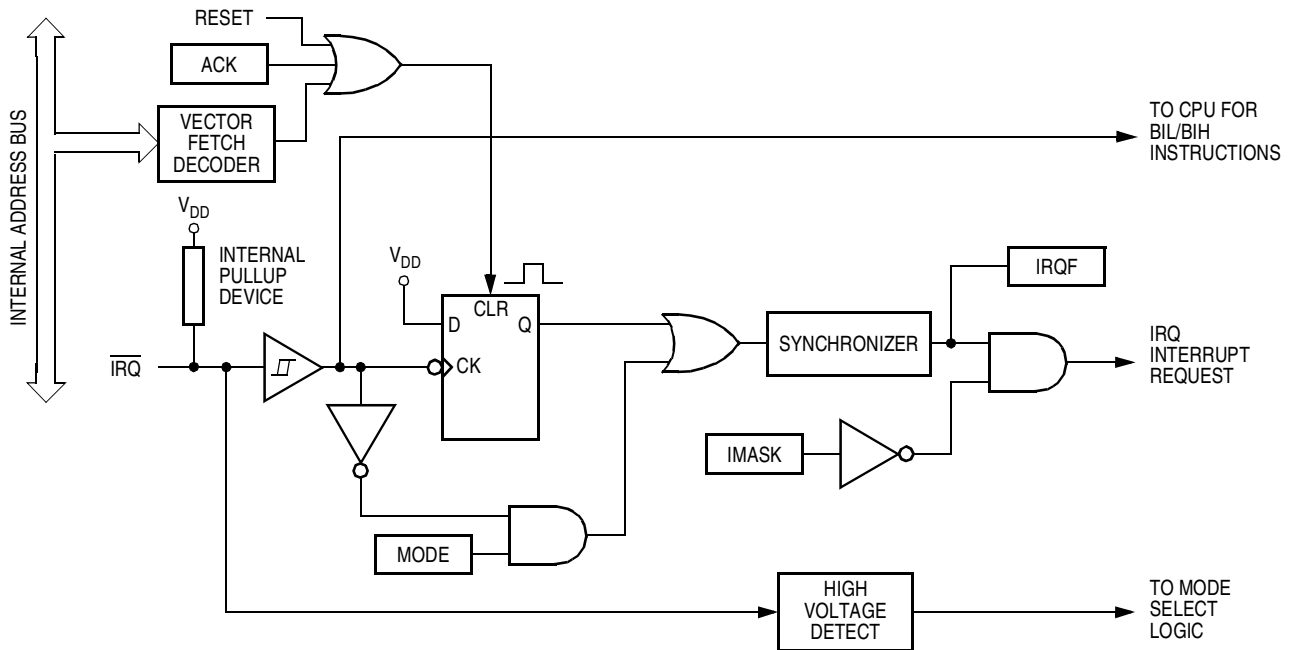 RESET
ACK
VECTOR
FETCH
DECODER
INTERNAL ADDRESS BUS
TO CPU FOR
BIL/BIH
INSTRUCTIONS
VDD
INTERNAL
PULLUP
DEVICE
VDD
CLR
D
Q
CK
IRQ
SYNCHRONIZER
IRQF
IRQ
INTERRUPT
REQUEST
IMASK
MODE
HIGH
VOLTAGE
DETECT
TO MODE
SELECT
LOGIC